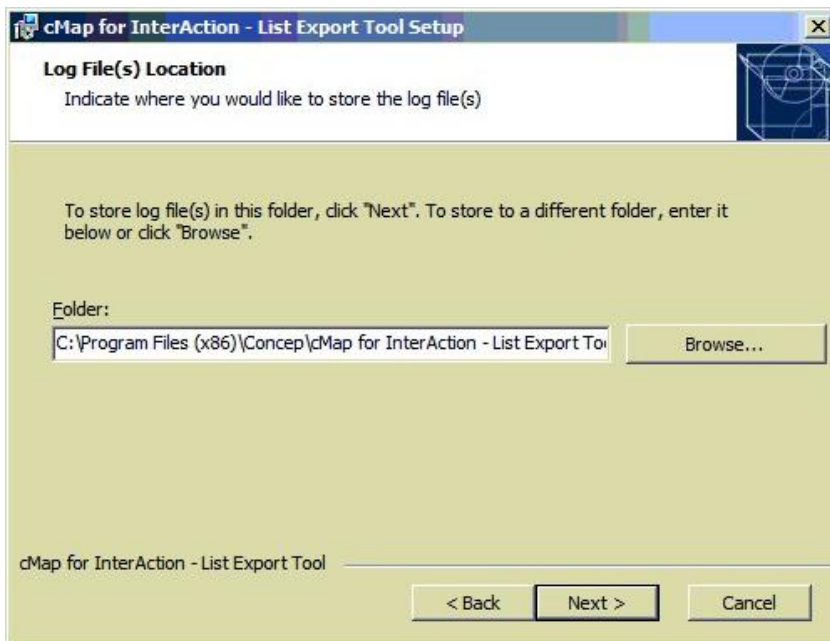 cMap for InterAction - List Export Tool Setup
Log File(s) Location
Indicate where you would like to store the log file(s)
To store log file(s) in this folder, click "Next". To store to a different folder, enter it
below or click "Browse".
Folder:
C:\Program Files (x86)\Concep\cMap for InterAction - List Export
Browse...
cMap for InterAction - List Export Tool
< Back
Next >
Cancel